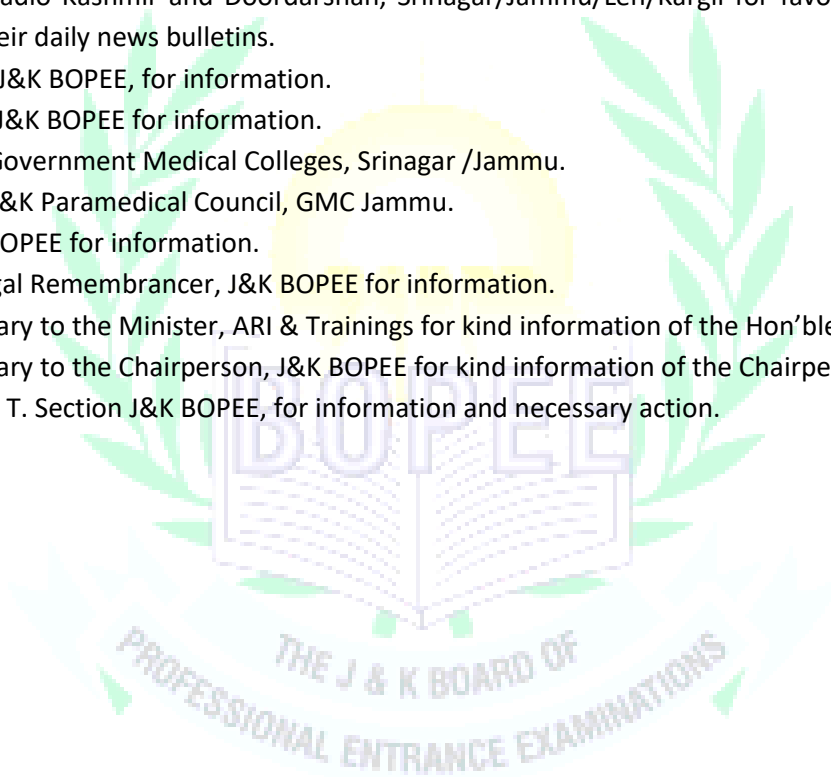 adio Kashmir and Doordarshan, Srinagar/Jammu/Leh/Kargil for favo
eir daily news bulletins.
J&K BOPEE, for information.
J&K BOPEE for information.
Government Medical Colleges, Srinagar /Jammu.
&K Paramedical Council, GMC Jammu.
OPEE for information.
gal Remembrancer, J&K BOPEE for information.
ary to the Minister, ARI & Trainings for kind information of the Hon’ble
ary to the Chairperson, J&K BOPEE for kind information of the Chairpe
T. Section J&K BOPEE, for information and necessary action.
BOPEE
THE J & K BOARD OF
PROFESSIONAL ENTRANCE EXAMINATIONS